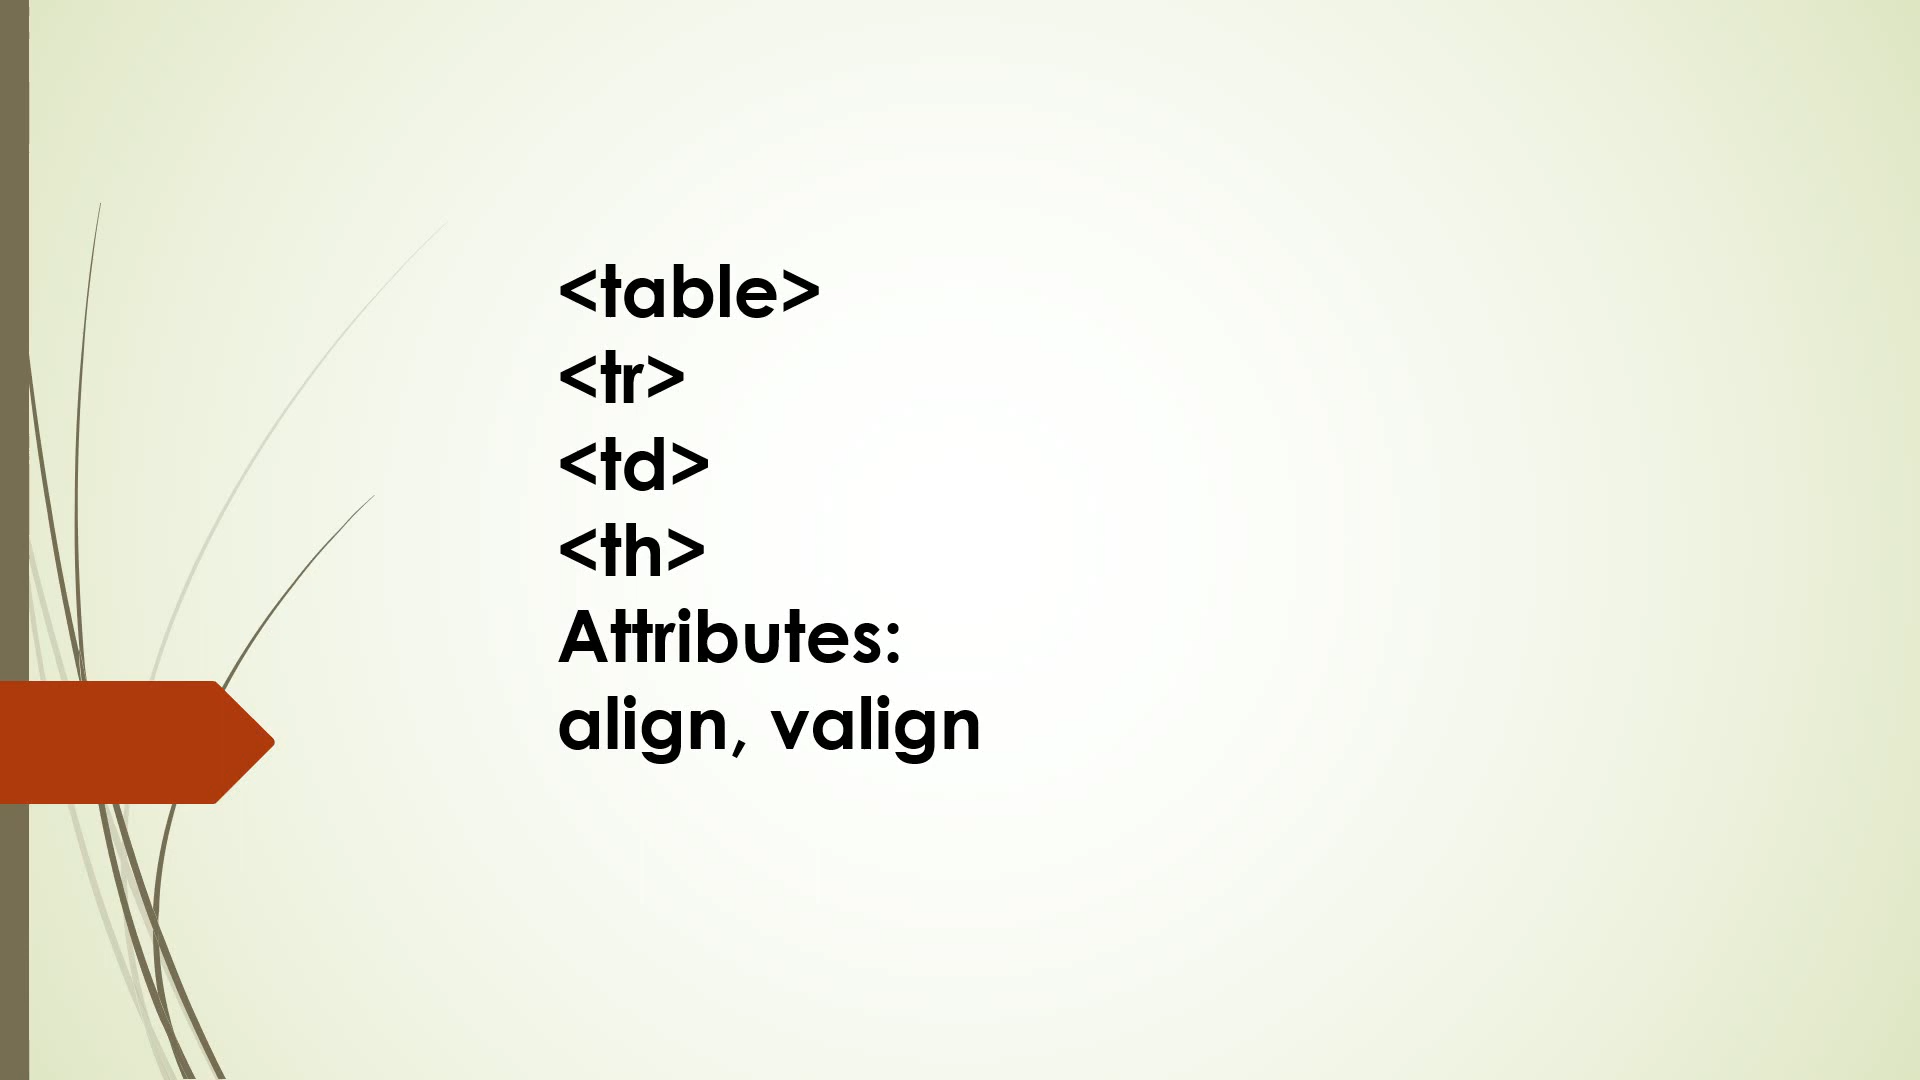 <table>
<tr>
<td>
<th>
Attributes:
align, valign